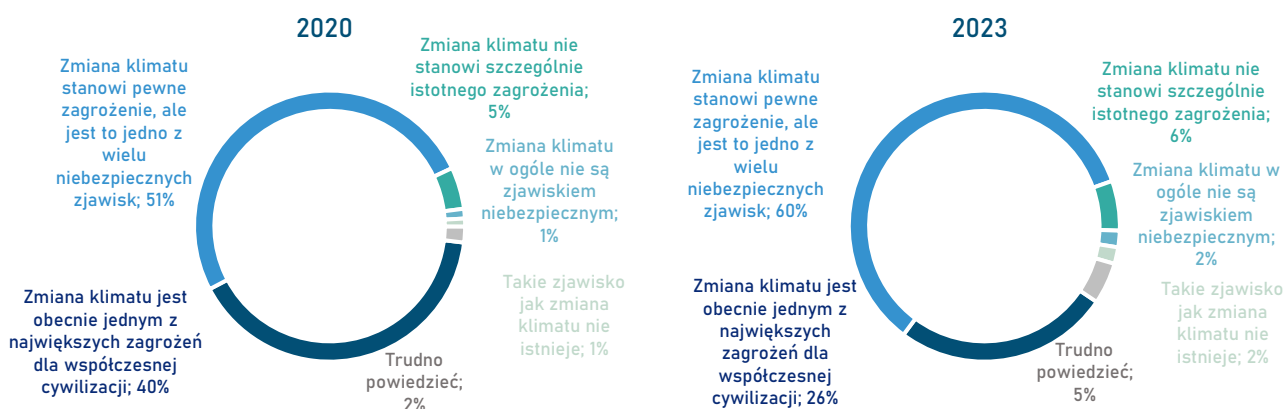 2020
Zmiana klimatu nie
stanowi szczególnie
istotnego zagrożenia;
5%
Zmiana klimatu
stanowi pewne
zagrożenie, ale
jest to jedno z
wielu
niebezpiecznych
zjawisk; 51%
Zmiana klimatu
w ogóle nie są
zjawiskiem
niebezpiecznym;
1%
Takie zjawisko
jak zmiana
klimatu nie
istnieje; 1%
Zmiana klimatu jest
obecnie jednym z
największych zagrożeń
dla współczesnej
cywilizacji; 40%
Trudno
powiedzieć;
2%
2023
Zmiana klimatu nie
stanowi szczególnie
istotnego zagrożenia;
6%
Zmiana klimatu
stanowi pewne
zagrożenie, ale
jest to jedno z
wielu
niebezpiecznych
zjawisk; 60%
Zmiana klimatu w
ogóle nie są
zjawiskiem
niebezpiecznym;
2%
Takie zjawisko
jak zmiana
klimatu nie
istnieje; 2%
Zmiana klimatu jest
obecnie jednym z
największych
zagrożeń dla
współczesnej
cywilizacji; 26%
Trudno
powiedzieć;
5%